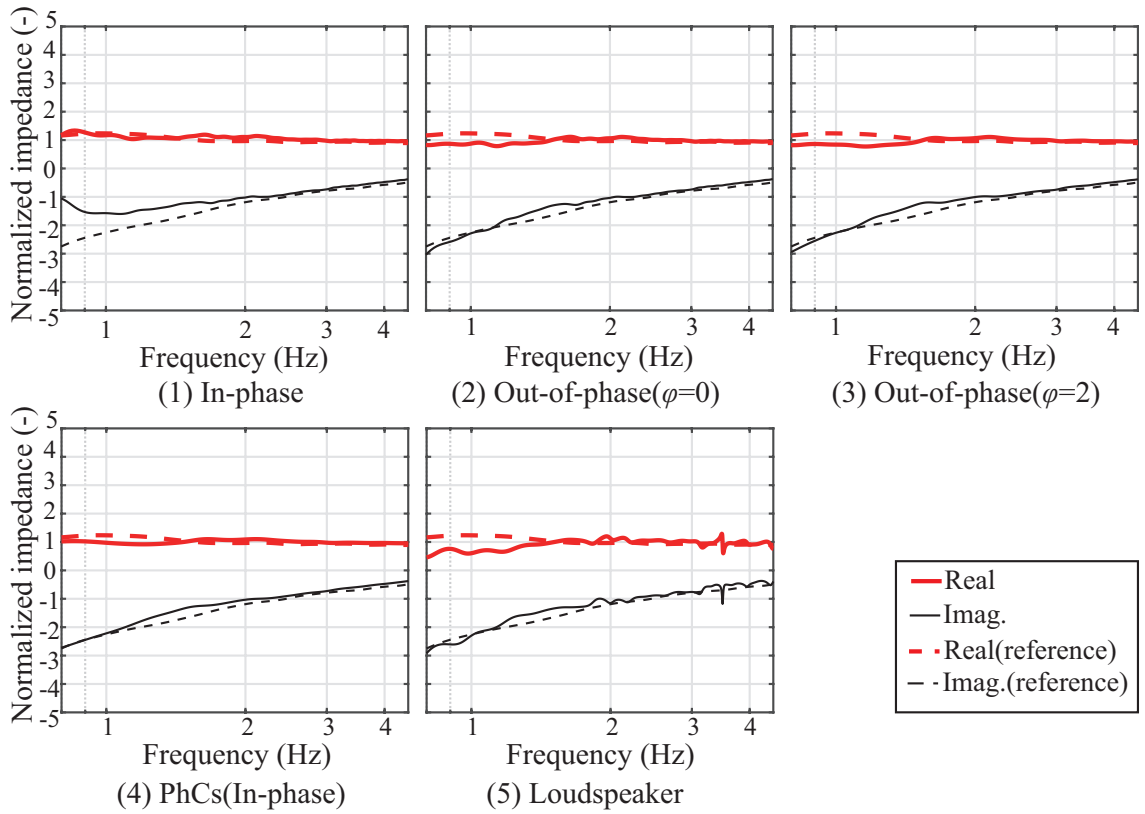 Normalized impedance (-)
5
4
3
2
1
0
-1
-2
-3
-4
-5
1 2 3 4
1 2 3 4
1 2 3 4
Frequency (Hz) Frequency (Hz) Frequency (Hz)
(1) In-phase (2) Out-of-phase(φ=0) (3) Out-of-phase(φ=2)
Normalized impedance (-)
5
4
3
2
1
0
-1
-2
-3
-4
-5
1 2 3 4
1 2 3 4
Frequency (Hz) Frequency (Hz)
(4) PhCs(In-phase) (5) Loudspeaker
Real
Imag.
Real(reference)
Imag.(reference)